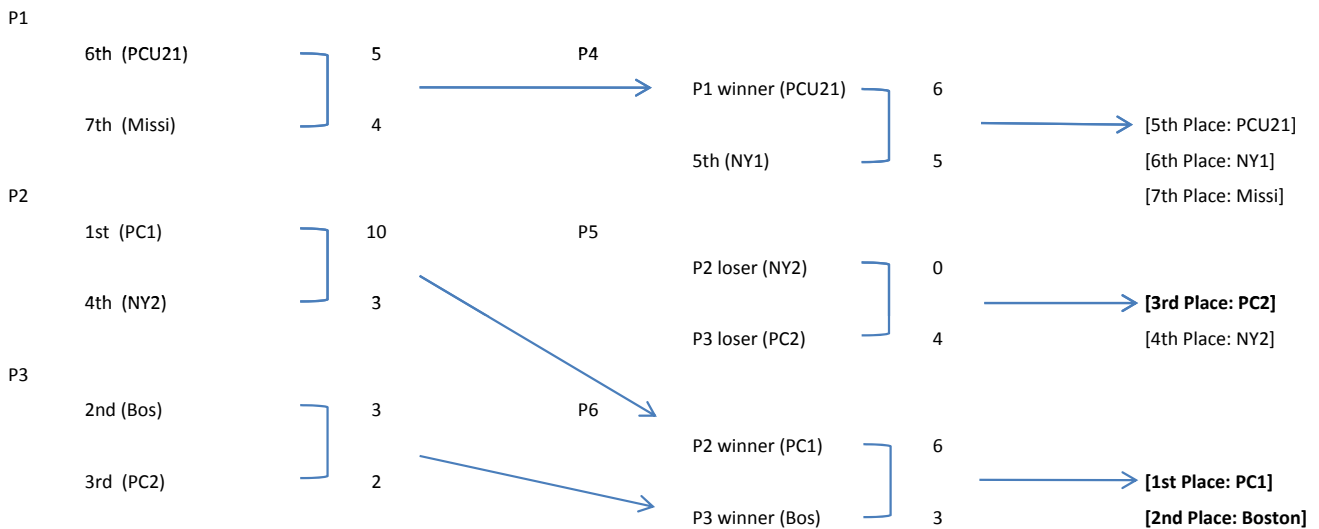 P1
6th (PCU21) 5 P4
P1 winner (PCU21) 6
7th (Missi) 4 [5th Place: PCU21]
5th (NY1) 5 [6th Place: NY1]
P2 [7th Place: Missi]
1st (PC1) 10 P5
P2 loser (NY2) 0
4th (NY2) 3 [3rd Place: PC2]
P3 loser (PC2) 4 [4th Place: NY2]
P3
2nd (Bos) 3 P6
P2 winner (PC1) 6
3rd (PC2) 2 [1st Place: PC1]
P3 winner (Bos) 3 [2nd Place: Boston]